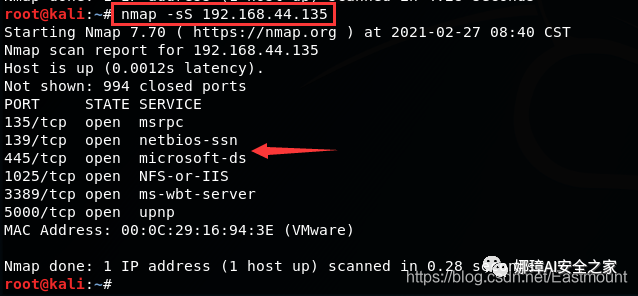 Nmap done: 1 IP address (1 host up) scanned in 4.26 seconds
root@kali:~# nmap -sS 192.168.44.135
Starting Nmap 7.70 ( https://nmap.org ) at 2021-02-27 08:40 CST
Nmap scan report for 192.168.44.135
Host is up (0.0012s latency).
Not shown: 994 closed ports
PORT     STATE SERVICE
135/tcp  open  msrpc
139/tcp  open  netbios-ssn
445/tcp  open  microsoft-ds
1025/tcp open  NFS-or-IIS
3389/tcp open  ms-wbt-server
5000/tcp open  upnp
MAC Address: 00:0C:29:16:94:3E (VMware)
Nmap done: 1 IP address (1 host up) scanned in 0.28
娜璋AI安全之家
https://blog.csdn.net/Eastmount
root@kali:~#